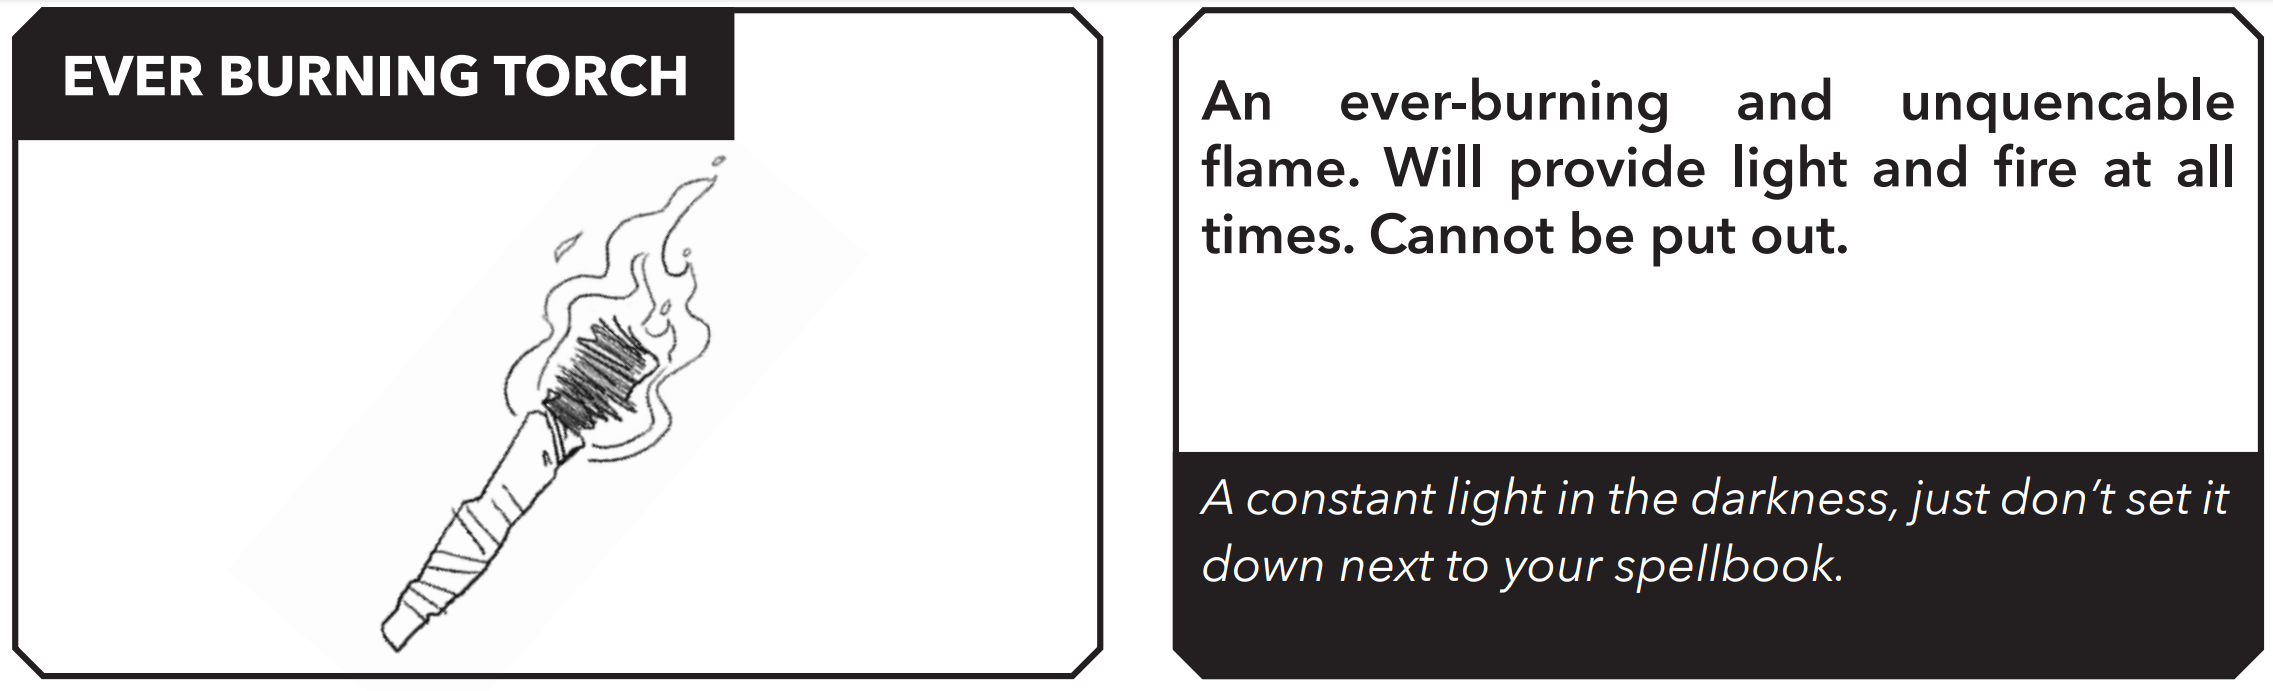 EVER BURNING TORCH
An ever-burning and unquencable
flame. Will provide light and fire at all
times. Cannot be put out.
A constant light in the darkness, just don’t set it
down next to your spellbook.